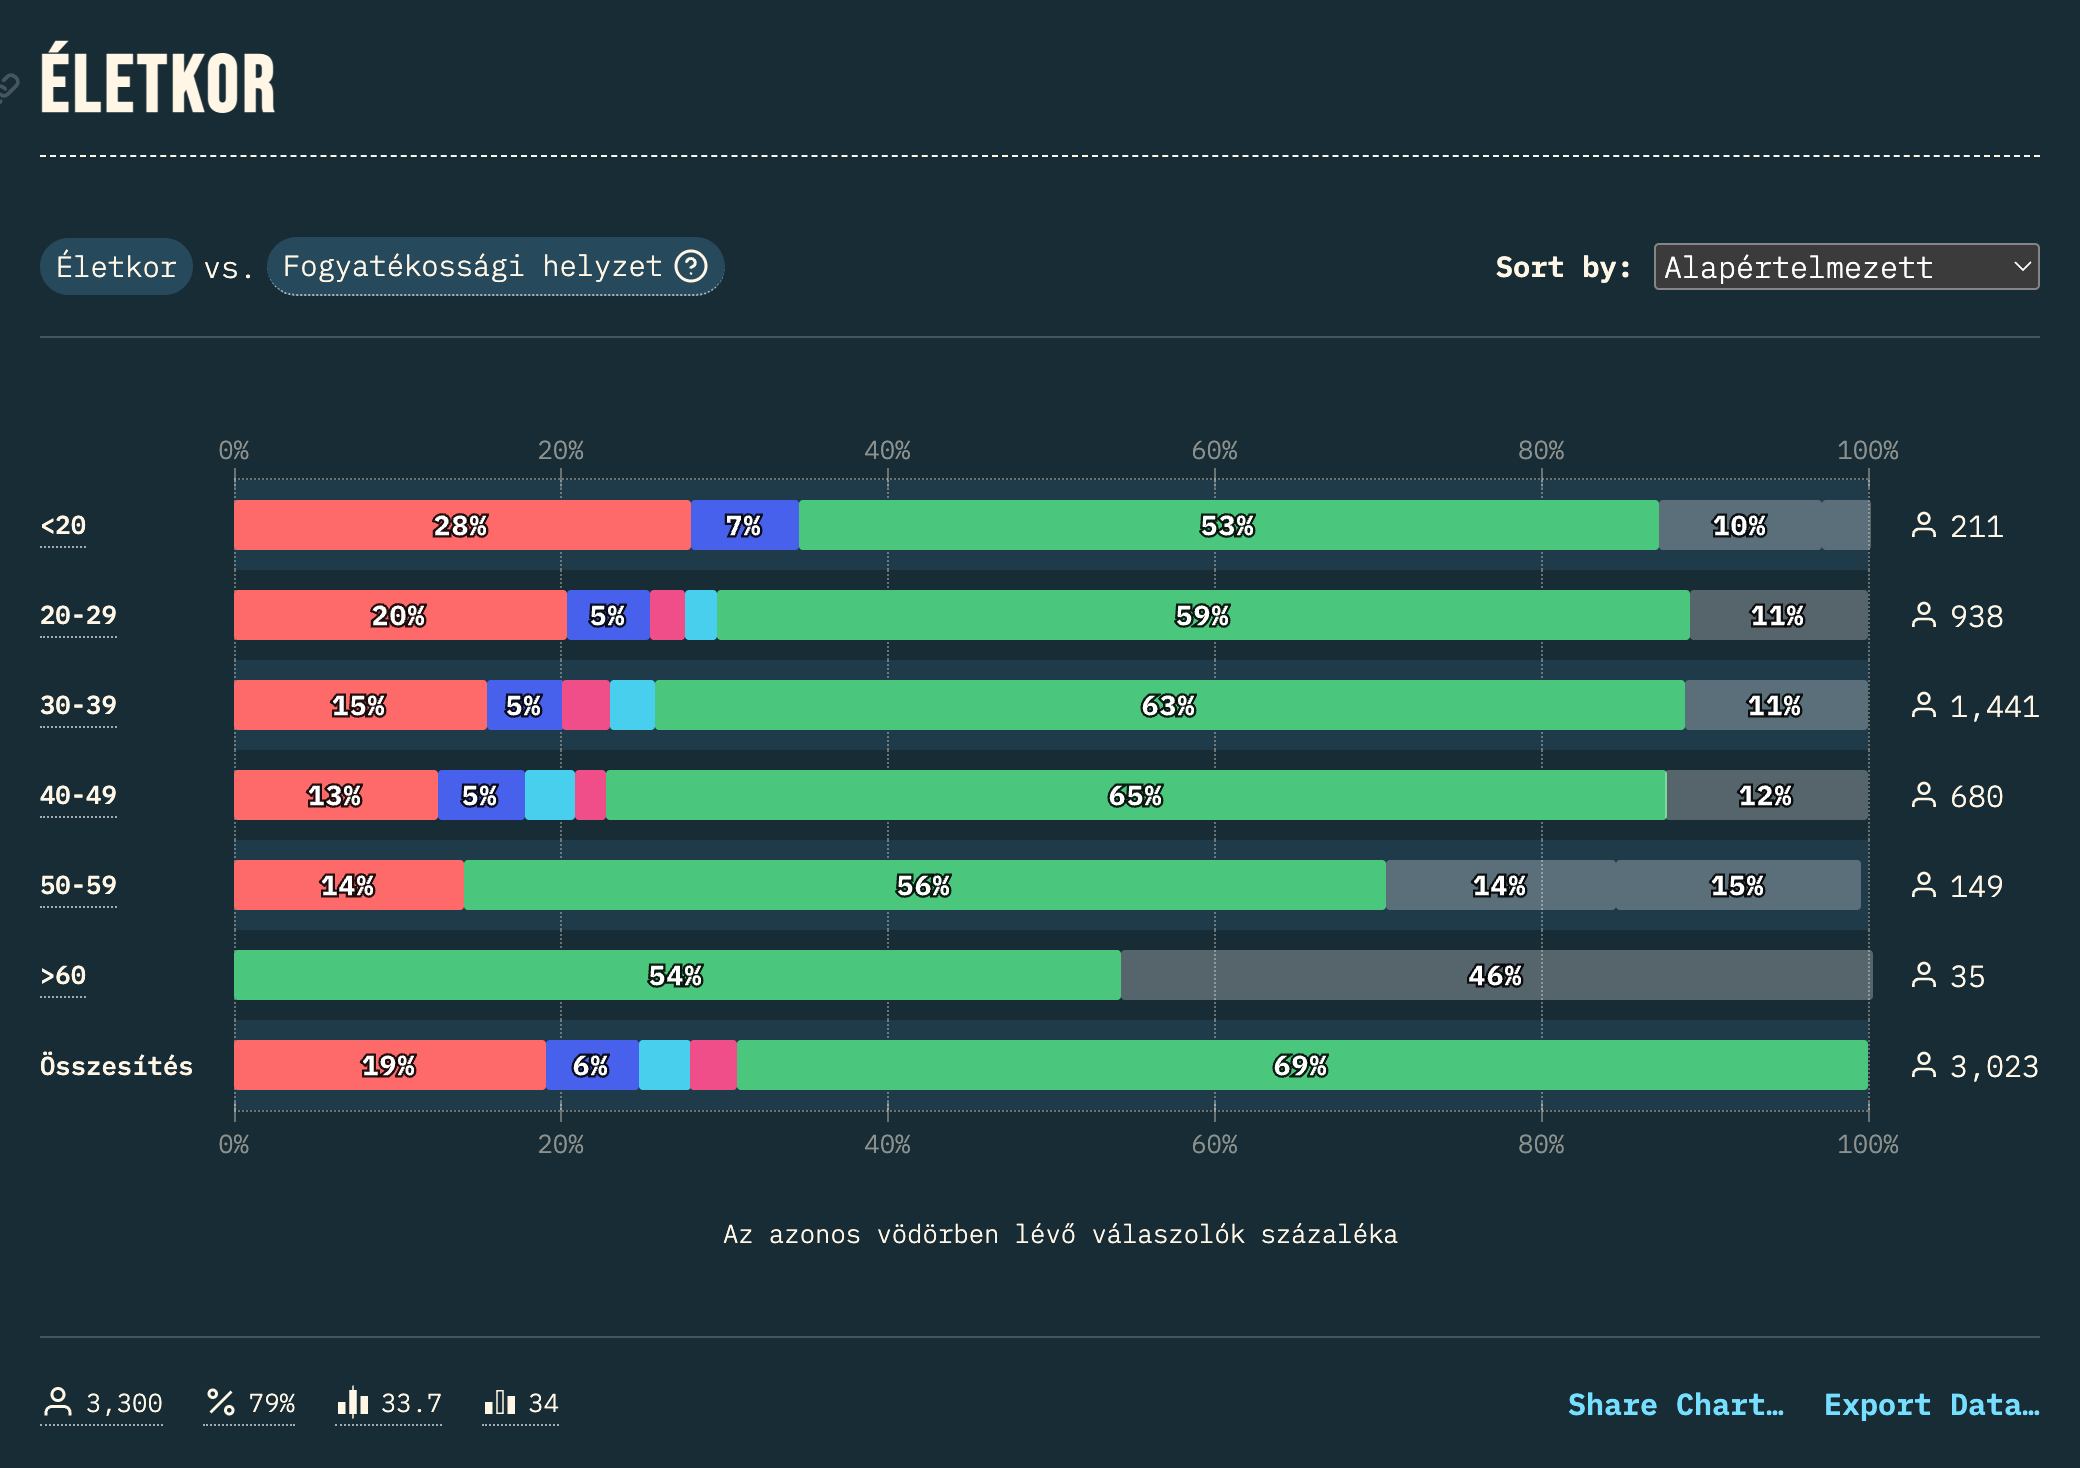 ÉLETKOR
Életkor vs. Fogyatékossági helyzet ? Sort by: Alapértelmezett
0% 20% 40% 60% 80% 100%
<20 28% 7% 53% 10% 211
20-29 20% 5% 59% 11% 938
30-39 15% 5% 63% 11% 1,441
40-49 13% 5% 65% 12% 680
50-59 14% 56% 14% 15% 149
>60 54% 46% 35
Összesítés 19% 6% 69% 3,023
0% 20% 40% 60% 80% 100%
Az azonos vödörben lévő válaszolók százaléka
3,300 79% 33.7 34 Share Chart… Export Data…